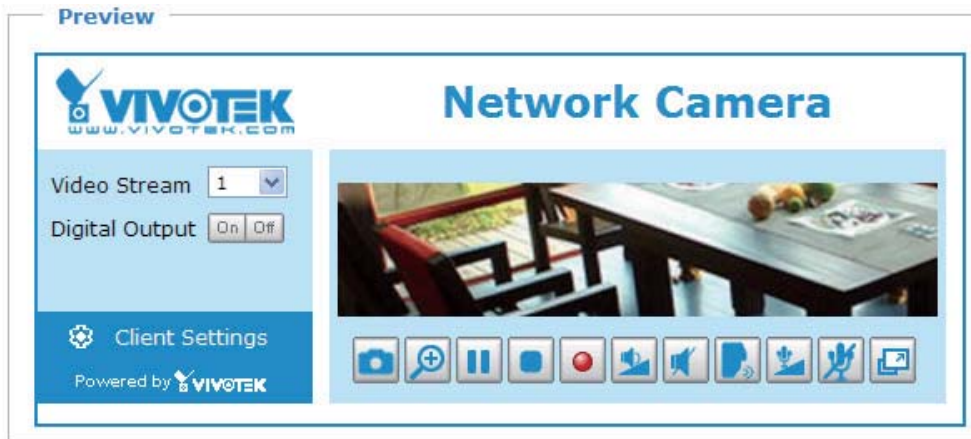 Preview
VIVOTEK
www.vivotek.com
Network Camera
Video Stream 1
Digital Output On Off
Client Settings
Powered by VIVOTEK